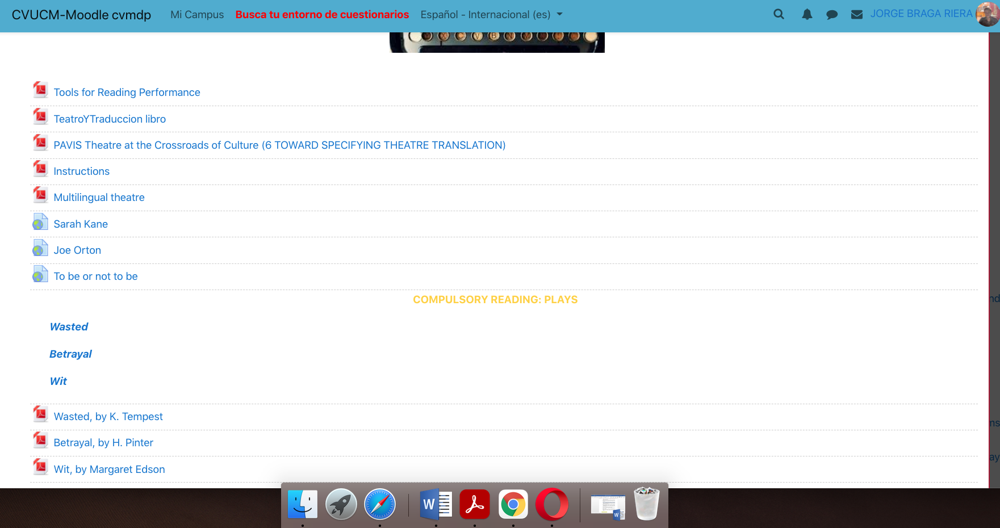 CVUCM-Moodle cvmdp Mi Campus Busca tu entorno de cuestionarios Español - Internacional (es) JORGE BRAGA RIERA
C V B N
Tools for Reading Performance
TeatroYTraduccion libro
PAVIS Theatre at the Crossroads of Culture (6 TOWARD SPECIFYING THEATRE TRANSLATION)
Instructions
Multilingual theatre
Sarah Kane
Joe Orton
To be or not to be
COMPULSORY READING: PLAYS
Wasted
Betrayal
Wit
Wasted, by K. Tempest
Betrayal, by H. Pinter
Wit, by Margaret Edson
W